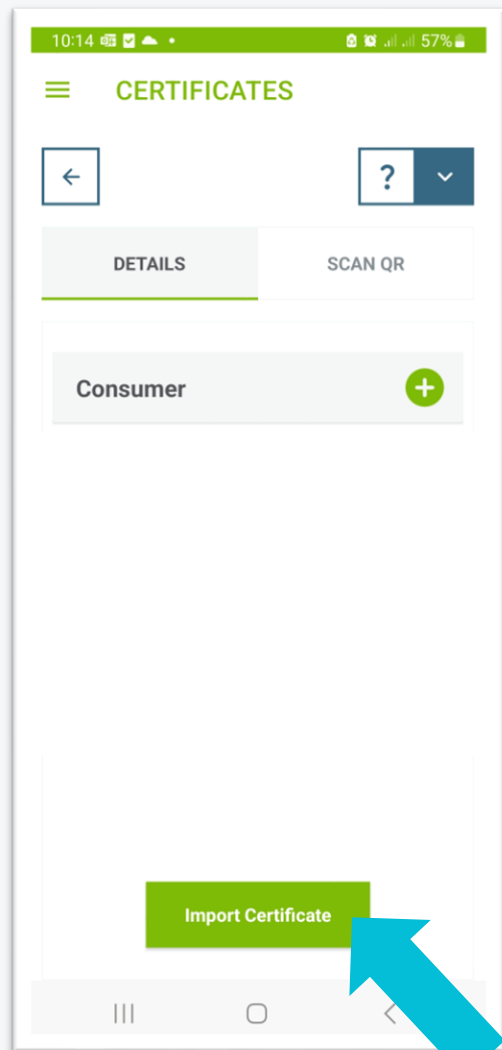 10:14
57%
CERTIFICATES
?
DETAILS
SCAN QR
Consumer
Import Certificate